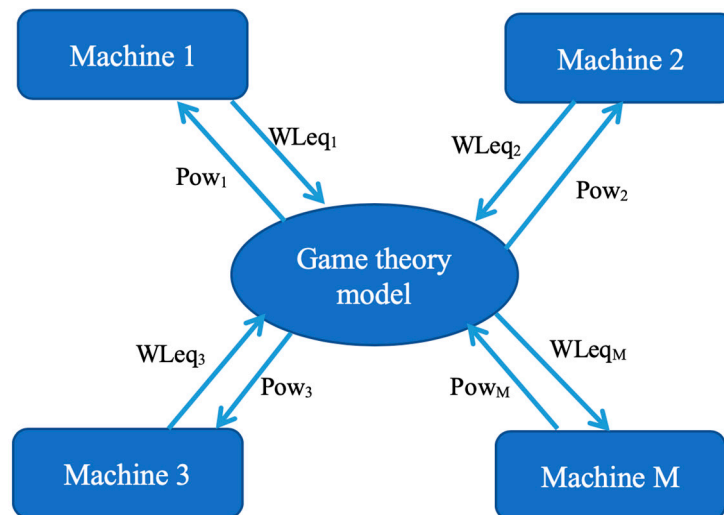 Machine 1
Machine 2
WLeq₁
WLeq₂
Pow₁
Pow₂
Game theory
model
WLeq₃
WLeqM
Pow₃
PowM
Machine 3
Machine M